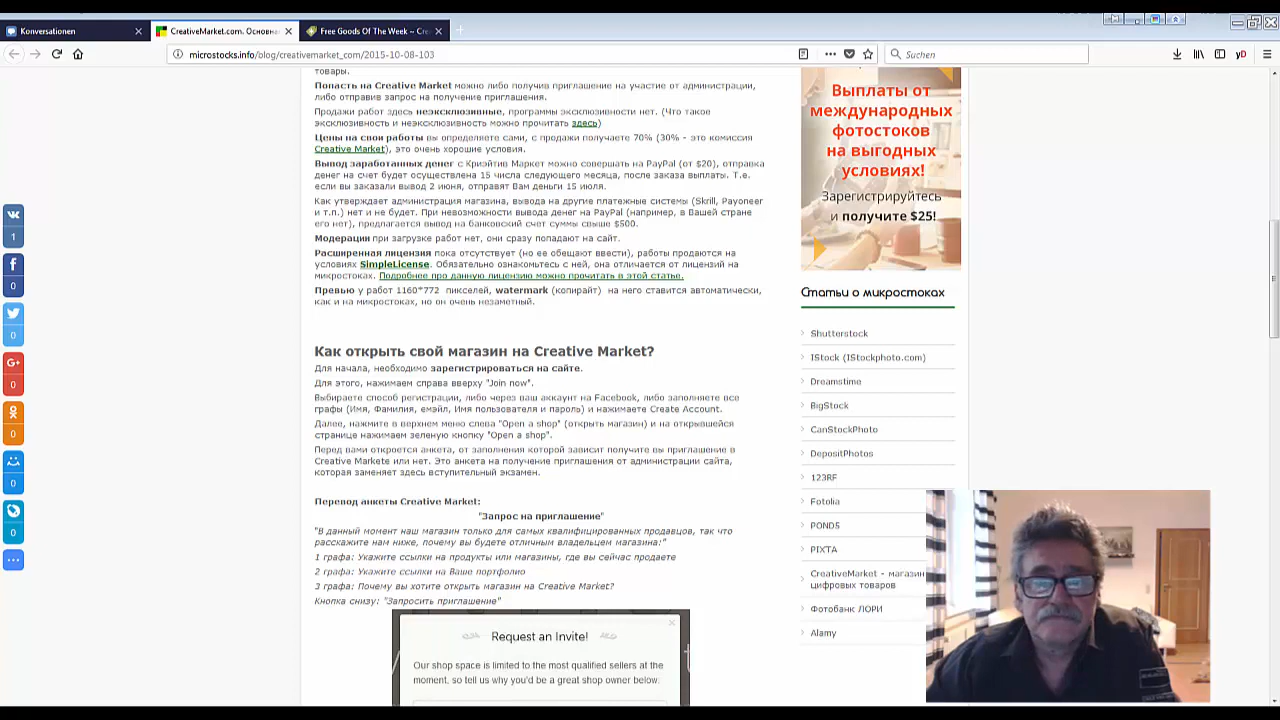 Konversationen
CreativeMarket.com. Основна
Free Goods Of The Week ~ Cre
microstocks.info/blog/creativemarket_com/2015-10-08-103
Suchen
товары.
Попасть на Creative Market можно либо получив приглашение на участие от администрации,
либо отправив запрос на получение приглашения.
Продажи работ здесь неэксклюзивные, программы эксклюзивности нет. (Что такое
эксклюзивность и неэксклюзивность можно прочитать здесь)
Цены на свои работы вы определяете сами, с продажи получаете 70% (30% - это комиссия
Creative Market), это очень хорошие условия.
Вывод заработанных денег с Криэйтив Маркет можно совершать на PayPal (от $20), отправка
денег на счет будет осуществлена 15 числа следующего месяца, после заказа выплаты. Т.е.
если вы заказали вывод 2 июня, отправят Вам деньги 15 июля.
Как утверждает администрация магазина, вывода на другие платежные системы (Skrill, Payoneer
и т.п.) нет и не будет. При невозможности вывода денег на PayPal (например, в Вашей стране
его нет), предлагается вывод на банковский счет суммы свыше $500.
Модерации при загрузке работ нет, они сразу попадают на сайт.
Расширенная лицензия пока отсутствует (но ее обещают ввести), работы продаются на
условиях SimpleLicense. Обязательно ознакомьтесь с ней, она отличается от лицензий на
микростоках. Подробнее про данную лицензию можно прочитать в этой статье.
Превью у работ 1160*772 пикселей, watermark (копирайт) на него ставится автоматически,
как и на микростоках, но он очень незаметный.
Как открыть свой магазин на Creative Market?
Для начала, необходимо зарегистрироваться на сайте.
Для этого, нажимаем справа вверху "Join now".
Выбираете способ регистрации, либо через ваш аккаунт на Facebook, либо заполняете все
графы (Имя, Фамилия, емэйл, Имя пользователя и пароль) и нажимаете Create Account.
Далее, нажмите в верхнем меню слева "Open a shop" (открыть магазин) и на открывшейся
странице нажимаем зеленую кнопку "Open a shop".
Перед вами откроется анкета, от заполнения которой зависит получите вы приглашение в
Creative Markete или нет. Это анкета на получение приглашения от администрации сайта,
которая заменяет здесь вступительный экзамен.
Перевод анкеты Creative Market:
"Запрос на приглашение"
"В данный момент наш магазин только для самых квалифицированных продавцов, так что
расскажите нам ниже, почему вы будете отличным владельцем магазина:"
1 графа: Укажите ссылки на продукты или магазины, где вы сейчас продаете
2 графа: Укажите ссылки на Ваше портфолио
3 графа: Почему вы хотите открыть магазин на Creative Market?
Кнопка снизу: "Запросить приглашение"
Request an Invite!
Our shop space is limited to the most qualified sellers at the
moment, so tell us why you'd be a great shop owner below:
1
0
0
0
0
0
0
Выплаты от
международных
фотостоков
на выгодных
условиях!
Зарегистрируйтесь
и получите $25!
Статьи о микростоках
Shutterstock
IStock (IStockphoto.com)
Dreamstime
BigStock
CanStockPhoto
DepositPhotos
123RF
Fotolia
POND5
PIXTA
CreativeMarket - магазин
цифровых товаров
Фотобанк ЛОРИ
Alamy